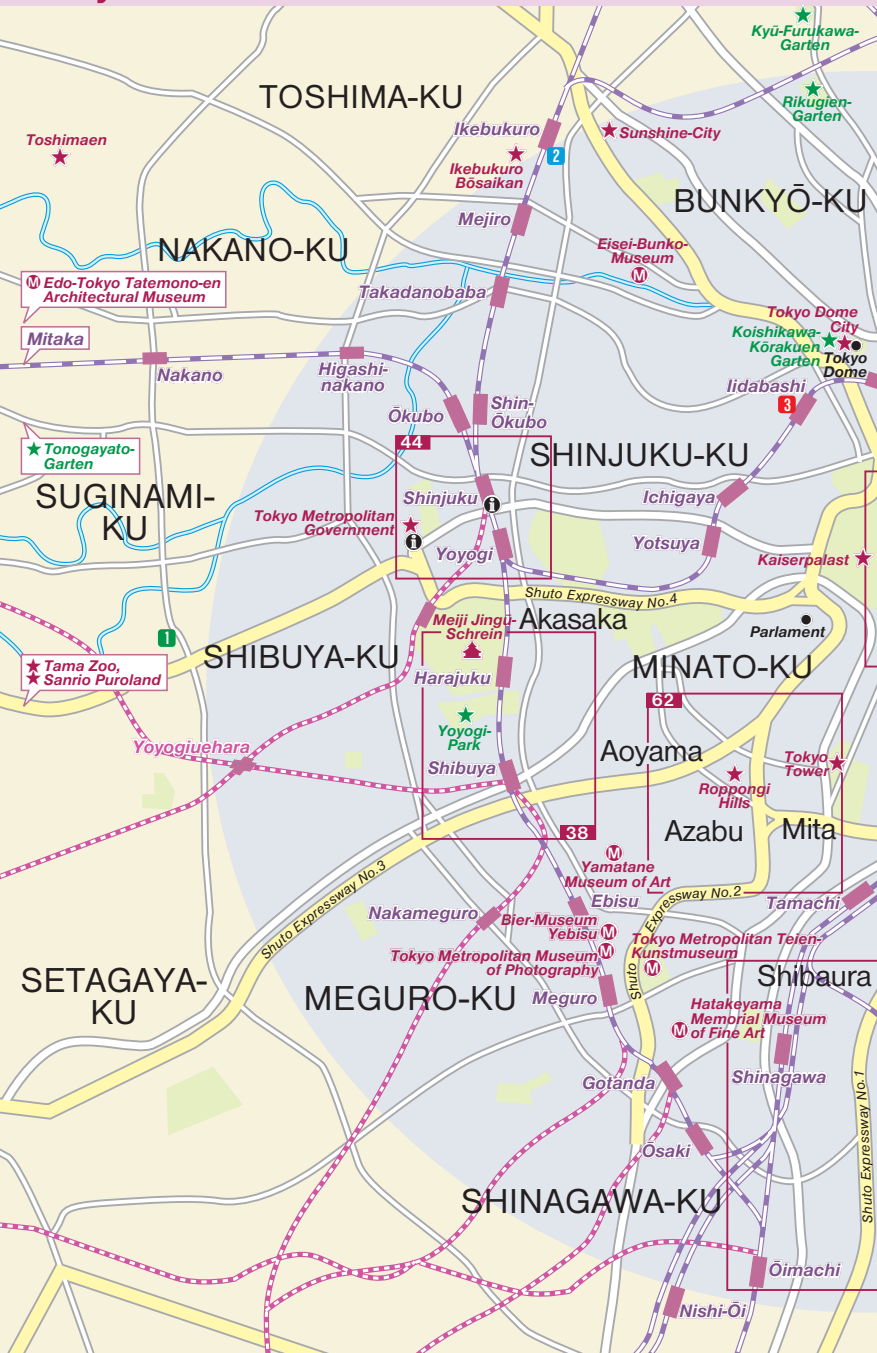 Kyū-Furukawa-
Garten
TOSHIMA-KU
Rikugien-
Garten
Ikebukuro
Sunshine-City
Toshimaen
2
Ikebukuro
Bōsaikan
BUNKYŌ-KU
Mejiro
NAKANO-KU
Eisei-Bunko-
Museum
M
M Edo-Tokyo Tatemono-en
Architectural Museum
Takadanobaba
Tokyo Dome
City
Koishikawa-
Kōrakuen
Garten
Tokyo
Dome
Mitaka
Nakano
Higashi-
nakano
Iidabashi
3
Ōkubo
Shin-
Ōkubo
44
Tonogayato-
Garten
SHINJUKU-KU
SUGINAMI-
KU
Shinjuku
i
Ichigaya
Tokyo Metropolitan
Government
i
Yoyogi
Yotsuya
Kaiserpalast
Shuto Expressway No.4
Meiji Jingū-
Schrein
Akasaka
Parlament
1
SHIBUYA-KU
Tama Zoo,
Sanrio Puroland
MINATO-KU
Harajuku
62
Yoyogi-
Park
Yoyogiuehara
Aoyama
Tokyo
Tower
Shibuya
Roppongi
Hills
38
Azabu
Mita
M
Yamatane
Museum of Art
Shuto Expressway No.3
Shuto Expressway No.2
Ebisu
Tamachi
Nakameguro
Bier-Museum
Yebisu M
Tokyo Metropolitan Museum
of Photography
M
Tokyo Metropolitan Teien-
Kunstmuseum
M
SETAGAYA-
KU
MEGURO-KU
Meguro
Shibaura
Hatakeyama
Memorial Museum
M of Fine Art
Gotanda
Shinagawa
Shuto Expressway No.1
Ōsaki
SHINAGAWA-KU
Ōimachi
Nishi-Ōi